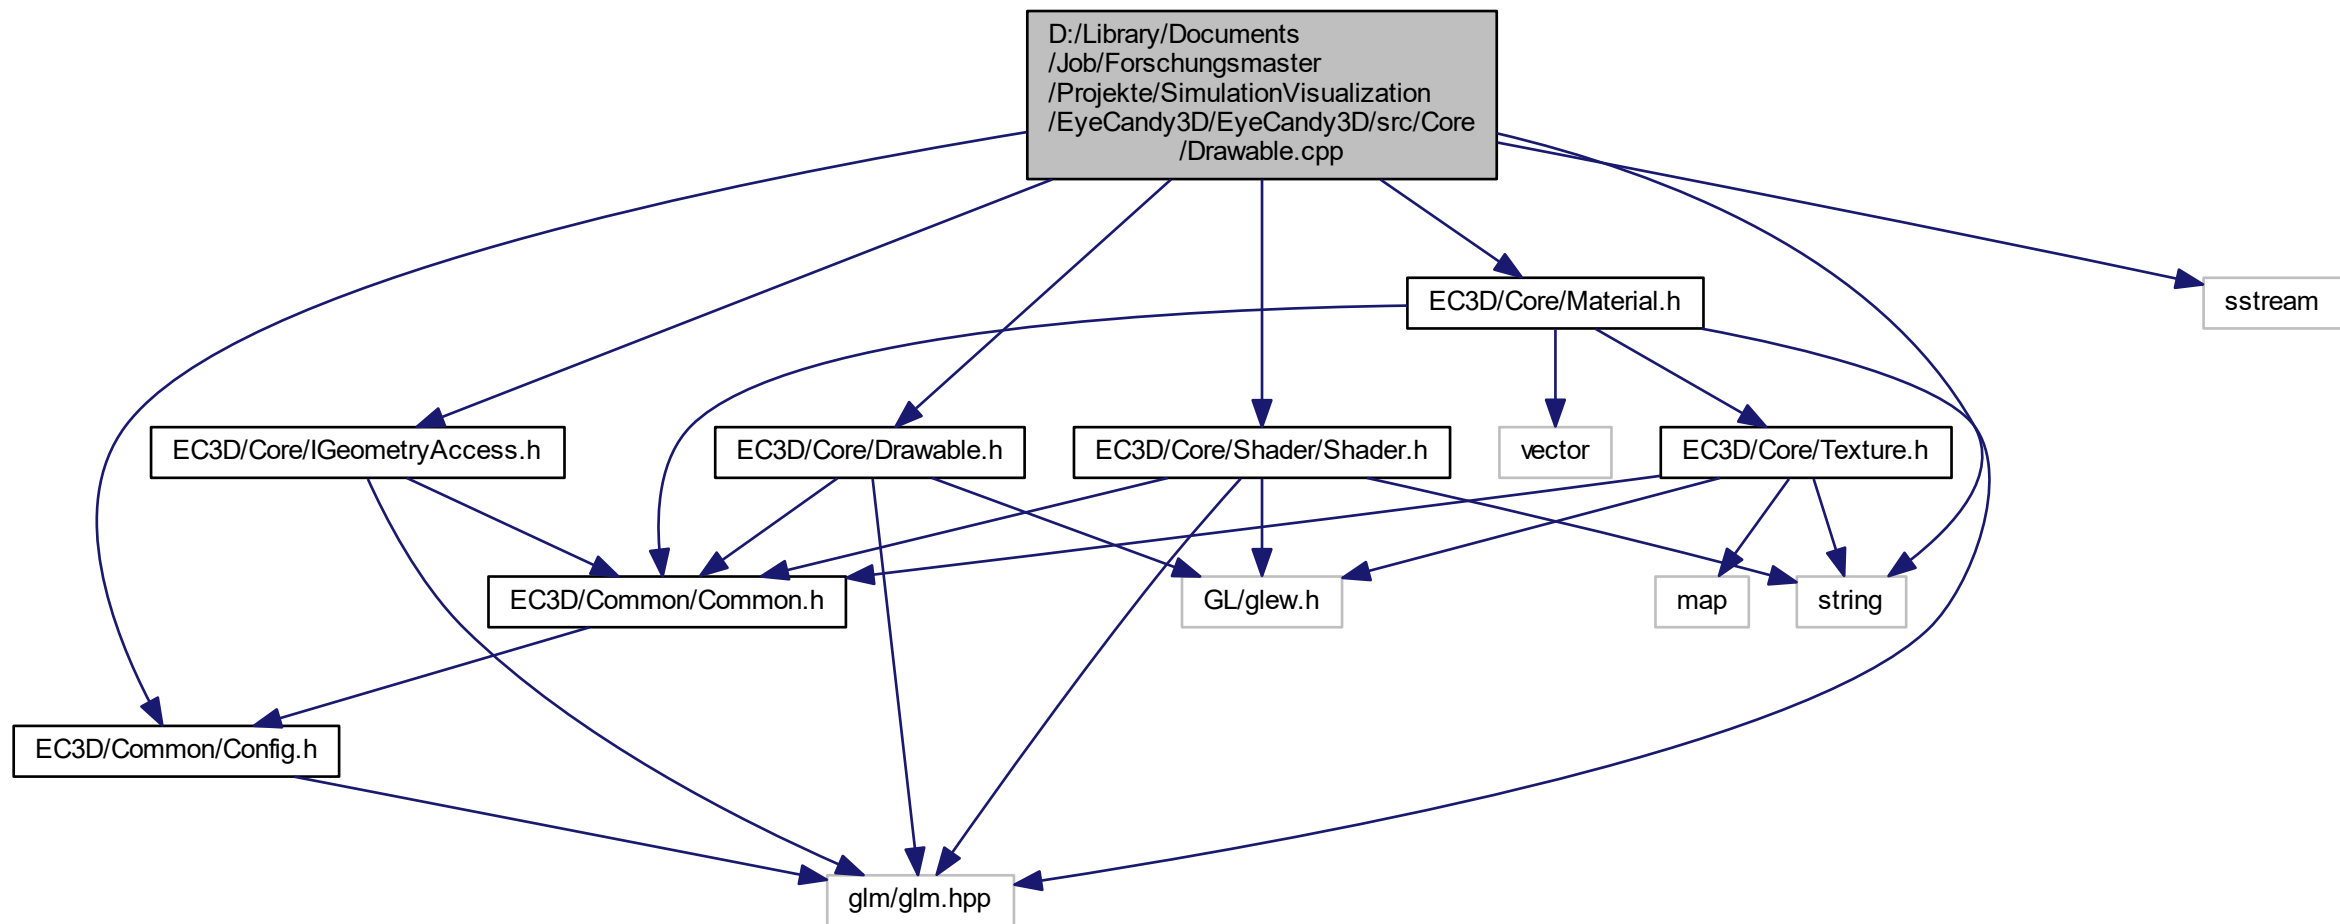 D:/Library/Documents
/Job/Forschungsmaster
/Projekte/SimulationVisualization
/EyeCandy3D/EyeCandy3D/src/Core
/Drawable.cpp
EC3D/Core/Material.h
sstream
EC3D/Core/IGeometryAccess.h
EC3D/Core/Drawable.h
EC3D/Core/Shader/Shader.h
vector
EC3D/Core/Texture.h
EC3D/Common/Common.h
GL/glew.h
map
string
EC3D/Common/Config.h
glm/glm.hpp